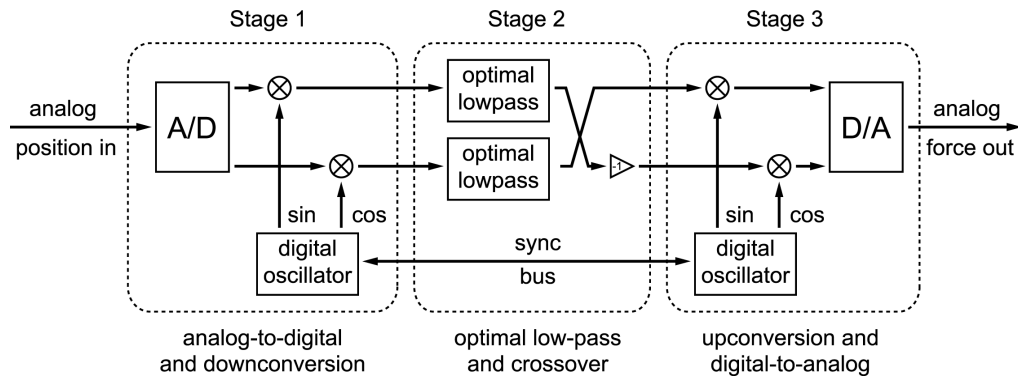 Stage 1
Stage 2
Stage 3
analog
position in
A/D
optimal
lowpass
optimal
lowpass
-1
D/A
analog
force out
sin
cos
digital
oscillator
sync
bus
sin
cos
digital
oscillator
analog-to-digital
and downconversion
optimal low-pass
and crossover
upconversion and
digital-to-analog